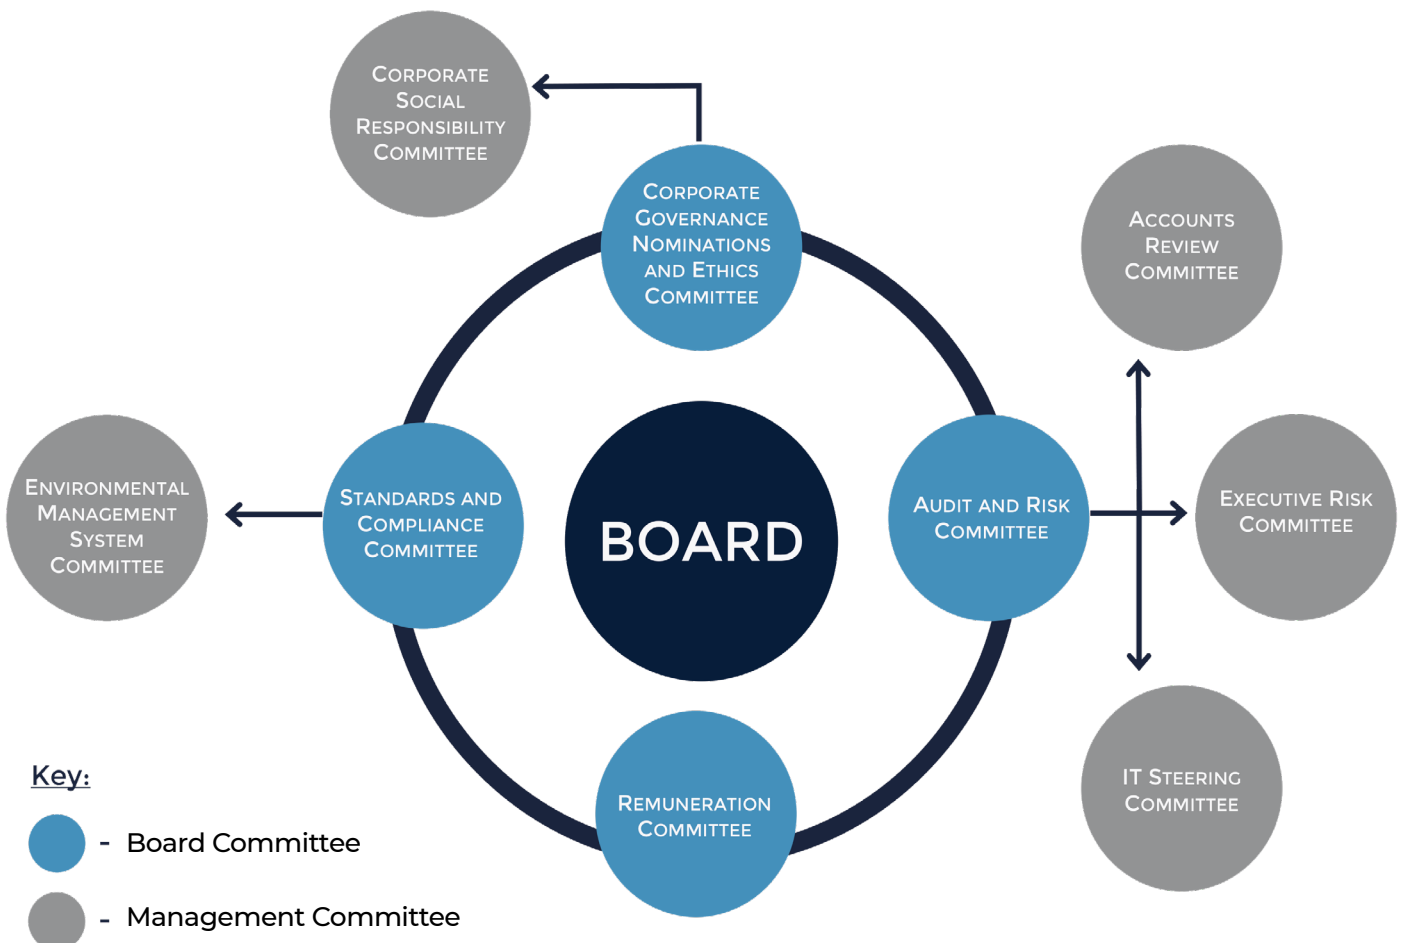 CORPORATE
SOCIAL
RESPONSIBILITY
COMMITTEE
CORPORATE
GOVERNANCE
NOMINATIONS
AND ETHICS
COMMITTEE
ACCOUNTS
REVIEW
COMMITTEE
ENVIRONMENTAL
MANAGEMENT
SYSTEM
COMMITTEE
STANDARDS AND
COMPLIANCE
COMMITTEE
BOARD
AUDIT AND RISK
COMMITTEE
EXECUTIVE RISK
COMMITTEE
REMUNERATION
COMMITTEE
IT STEERING
COMMITTEE
Key:
- Board Committee
- Management Committee